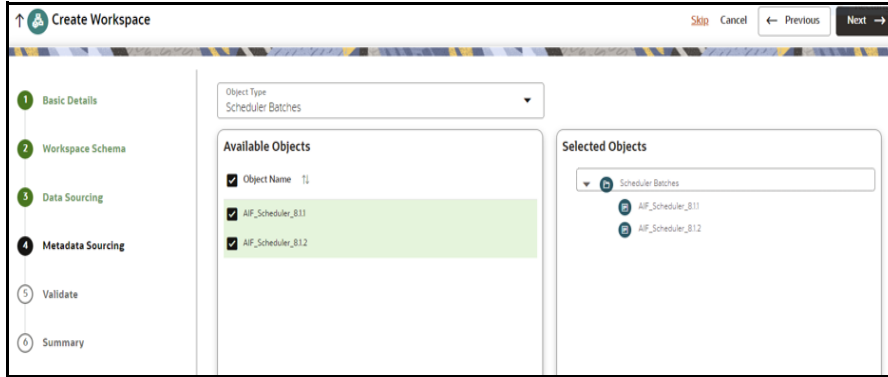 Create Workspace
Skip Cancel ← Previous Next →
1 Basic Details
2 Workspace Schema
3 Data Sourcing
4 Metadata Sourcing
5 Validate
6 Summary
Object Type
Scheduler Batches
Available Objects
Object Name
AIF_Scheduler_8.1.1
AIF_Scheduler_8.1.2
Selected Objects
Scheduler Batches
AIF_Scheduler_8.1.1
AIF_Scheduler_8.1.2